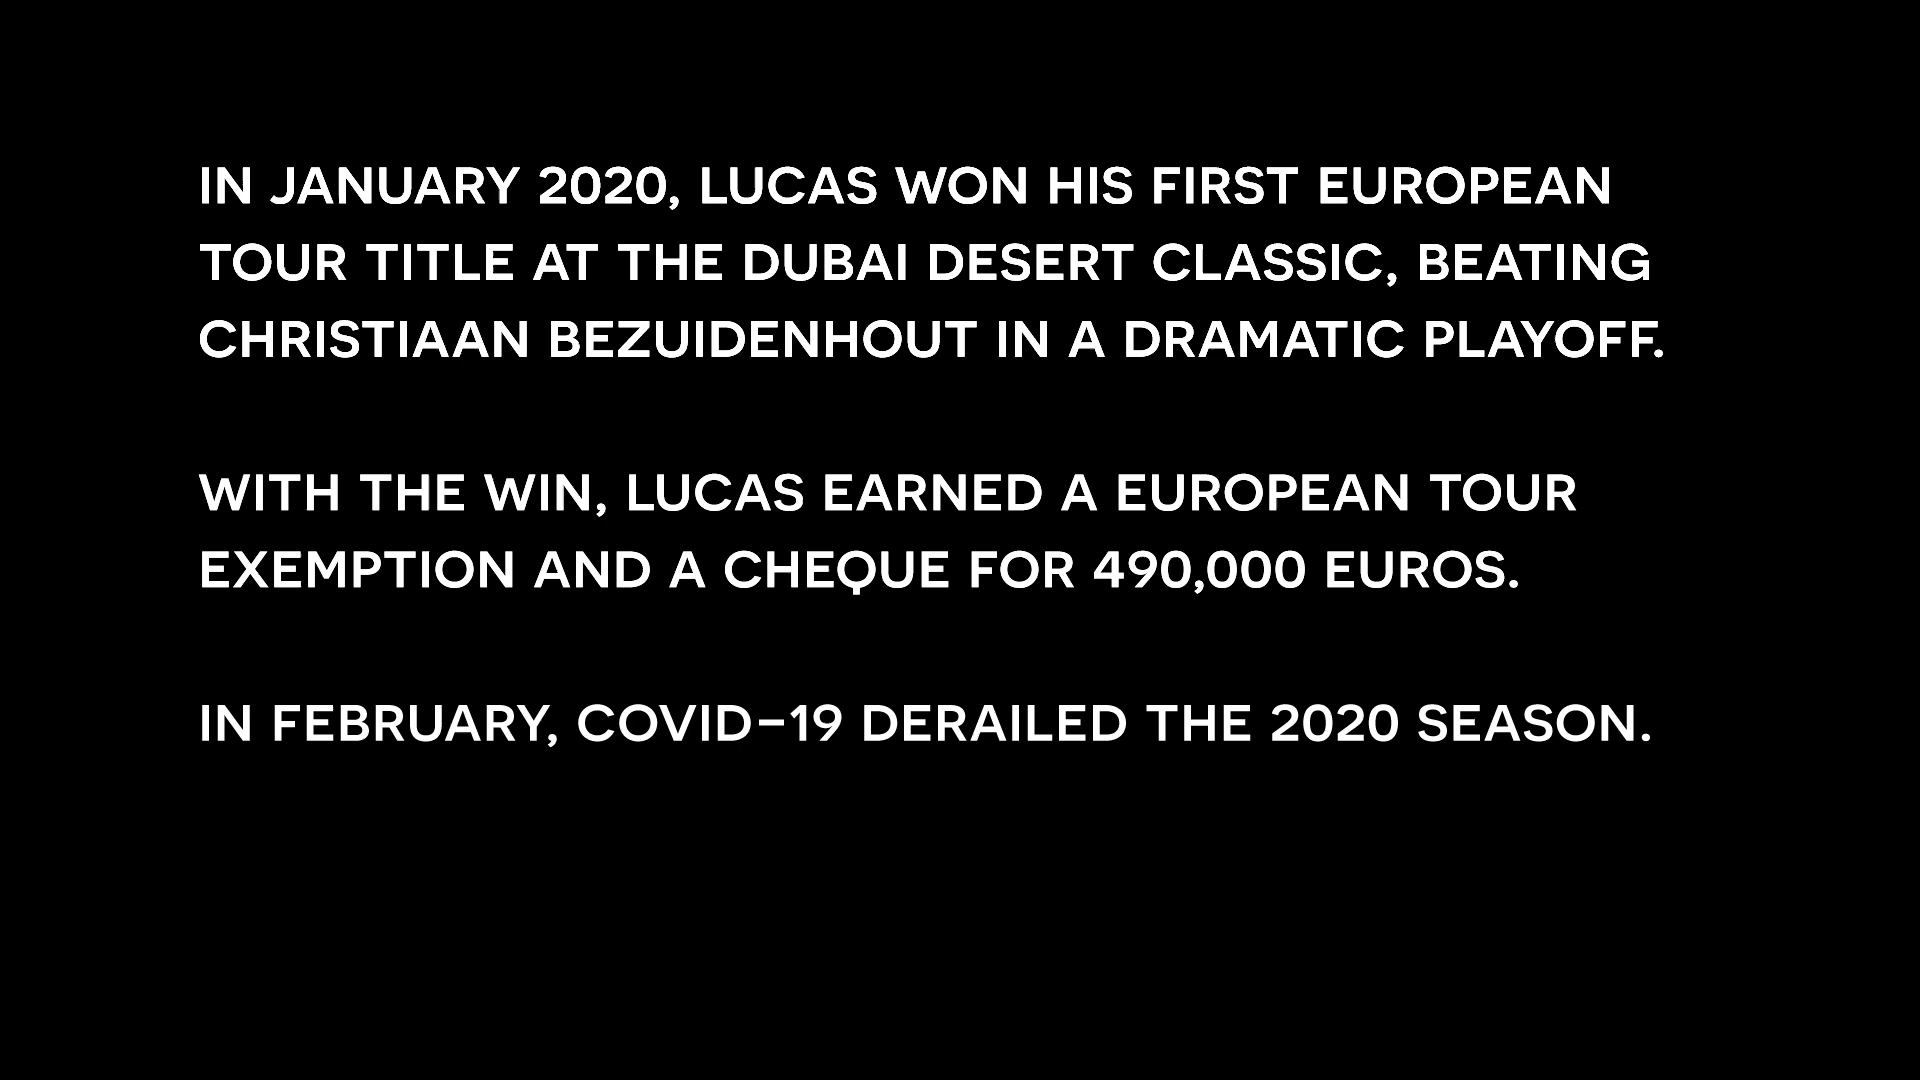 IN JANUARY 2020, LUCAS WON HIS FIRST EUROPEAN
TOUR TITLE AT THE DUBAI DESERT CLASSIC, BEATING
CHRISTIAAN BEZUIDENHOUT IN A DRAMATIC PLAYOFF.
WITH THE WIN, LUCAS EARNED A EUROPEAN TOUR
EXEMPTION AND A CHEQUE FOR 490,000 EUROS.
IN FEBRUARY, COVID-19 DERAILED THE 2020 SEASON.